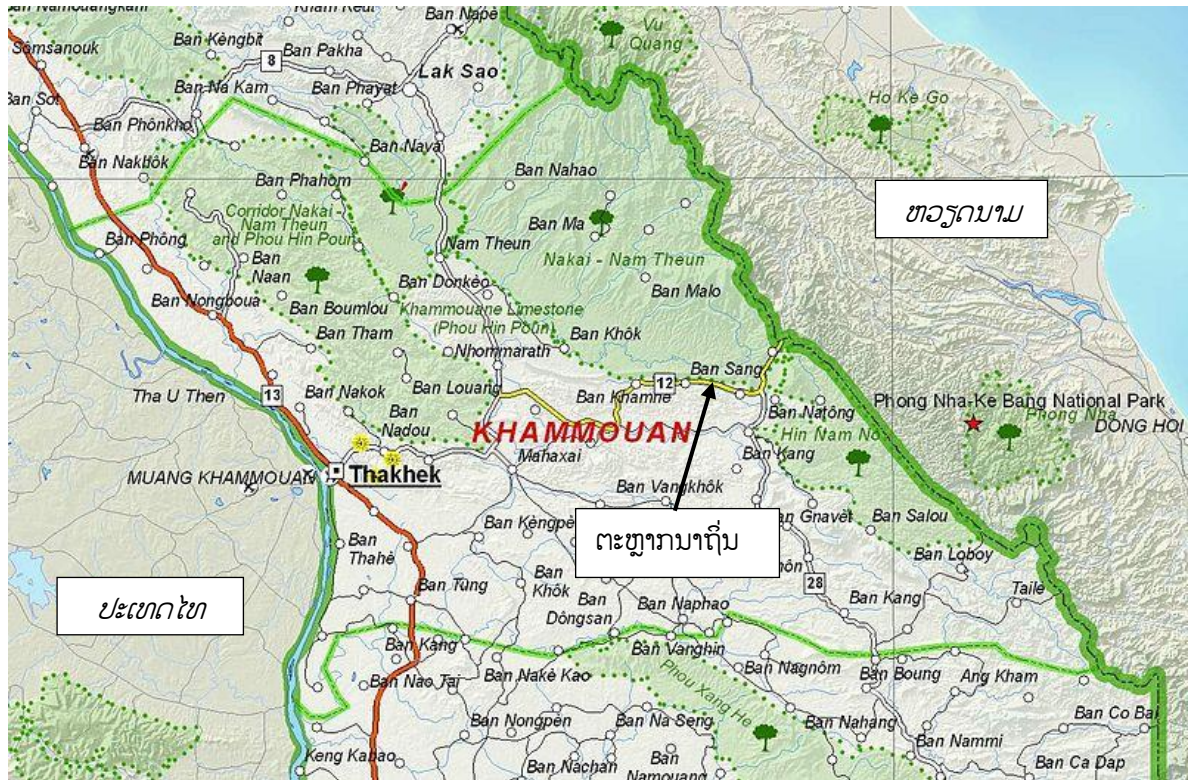 Ban Namouangkam
Kham Keut
Ban Napè
Sômsanouk
Ban Kèngbit
Ban Pakha
8
Lak Sao
Vu
Quang
Ban Sot
Ban Na Kam
Ban Phayat
Ho Ke Go
Ban Phônkho
Ban Nava
Ban Nakhôk
Ban Phahom
Ban Nahao
ຫວຽດນາມ
Corridor Nakai -
Nam Theun
and Phou Hin Poun
Ban Ma
Ban Phông
Nam Theun
Nakai - Nam Theun
Ban
Naan
Ban Donkèo
Ban Malo
Ban Nongboua
Ban Boumlou
Khammouane Limestone
(Phou Hin Poun)
Ban Tham
Ban Khôk
Nhommarath
Ban Sang
Tha U Then
Ban Nakok
Ban Louang
12
13
Ban Khamhe
Ban Natông
Phong Nha-Ke Bang National Park
Ban
Nadou
Phong Nha
DONG HOI
KHAMMOUAN
Hin Nam No
Mahaxai
Ban Kang
MUANG KHAMMOUAN
Thakhek
Ban Vangkhôk
Ban Gnavèt
Ban Salou
Ban
Thahè
ຕະຫຼາກນາຖິ່ນ
Ban Loboy
Ban Tùng
Ban
Khôk
28
Taile
ປະເທດໄທ
Ban
Dôngsan
Ban Naphao
Ban Kang
Ban Kang
Ban Vanghin
Ban Nagnôm
Ban Boung
Ang Kham
Ban Nao Tai
Ban Nakè Kao
Phou Xang He
Ban Co Bai
Ban Nongpèn
Ban Na Seng
Ban Nahang
Ban Nammi
Keng Kabao
Ban Nachan
Ban
Namouang
Ban Ca Dap